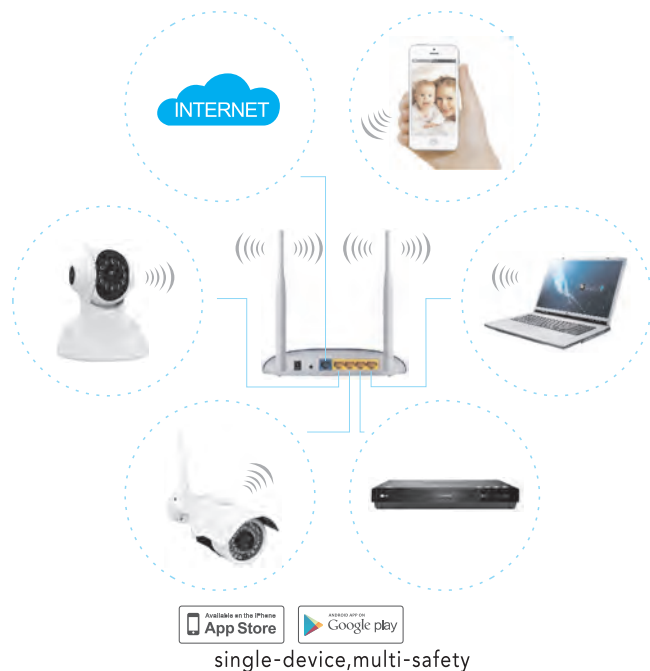 INTERNET
Available on the iPhone
App Store
ANDROID APP ON
Google play
single-device,multi-safety